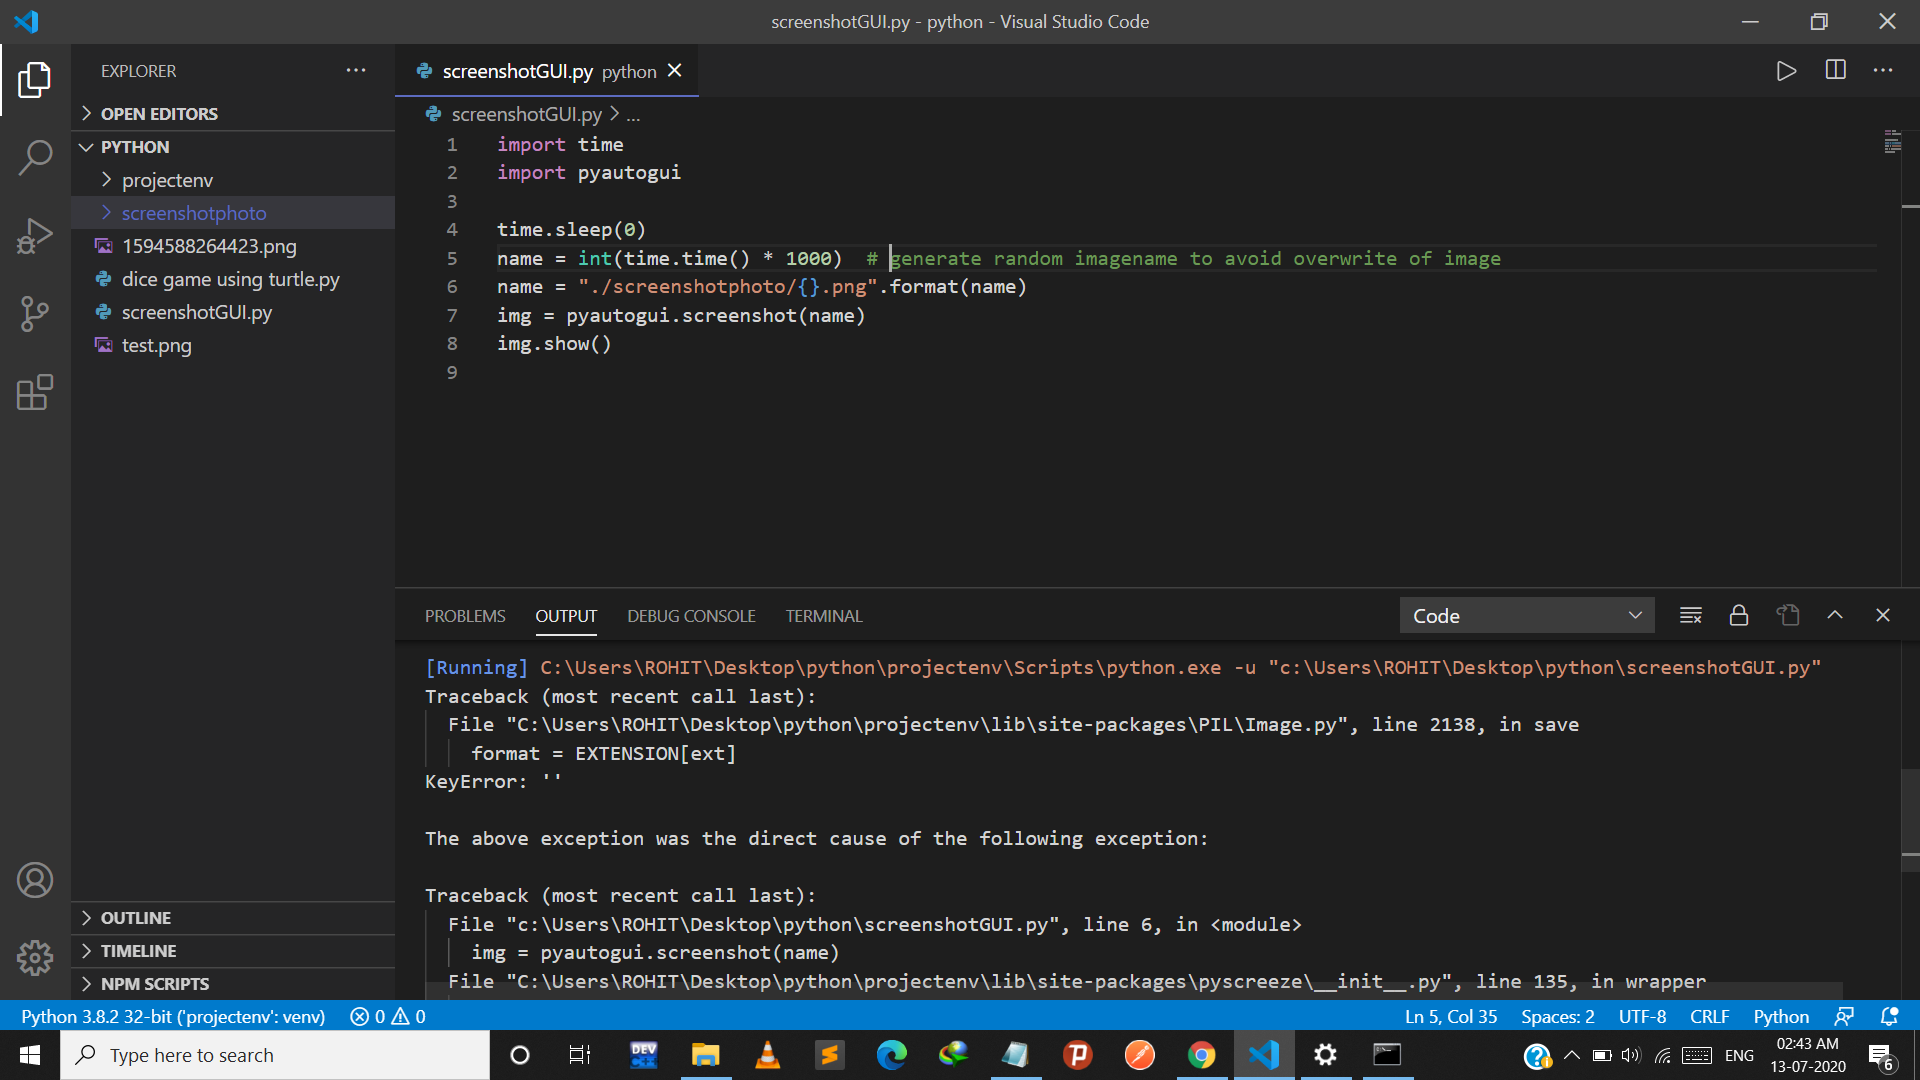 screenshotGUI.py - python - Visual Studio Code
EXPLORER
OPEN EDITORS
PYTHON
projectenv
screenshotphoto
1594588264423.png
dice game using turtle.py
screenshotGUI.py
test.png
OUTLINE
TIMELINE
NPM SCRIPTS
screenshotGUI.py python
screenshotGUI.py > ...
1 import time
2 import pyautogui
3
4 time.sleep(0)
5 name = int(time.time() * 1000)  # generate random imagename to avoid overwrite of image
6 name = "./screenshotphoto/{}.png".format(name)
7 img = pyautogui.screenshot(name)
8 img.show()
9
PROBLEMS OUTPUT DEBUG CONSOLE TERMINAL
Code
[Running] C:\Users\ROHIT\Desktop\python\projectenv\Scripts\python.exe -u "c:\Users\ROHIT\Desktop\python\screenshotGUI.py"
Traceback (most recent call last):
File "C:\Users\ROHIT\Desktop\python\projectenv\lib\site-packages\PIL\Image.py", line 2138, in save
format = EXTENSION[ext]
KeyError: ''
The above exception was the direct cause of the following exception:
Traceback (most recent call last):
File "c:\Users\ROHIT\Desktop\python\screenshotGUI.py", line 6, in <module>
img = pyautogui.screenshot(name)
File "C:\Users\ROHIT\Desktop\python\projectenv\lib\site-packages\pyscreeze\__init__.py", line 135, in wrapper
Python 3.8.2 32-bit ('projectenv': venv) 0 0 Ln 5, Col 35 Spaces: 2 UTF-8 CRLF Python
Type here to search
DEV C++
ENG
02:43 AM
13-07-2020
6